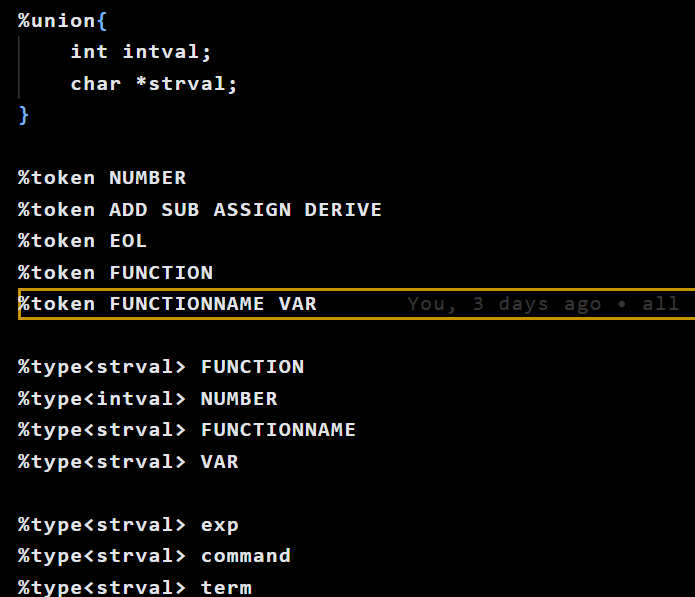 %union{
int intval;
char *strval;
}
%token NUMBER
%token ADD SUB ASSIGN DERIVE
%token EOL
%token FUNCTION
%token FUNCTIONNAME VAR You, 3 days ago • all
%type<strval> FUNCTION
%type<intval> NUMBER
%type<strval> FUNCTIONNAME
%type<strval> VAR
%type<strval> exp
%type<strval> command
%type<strval> term